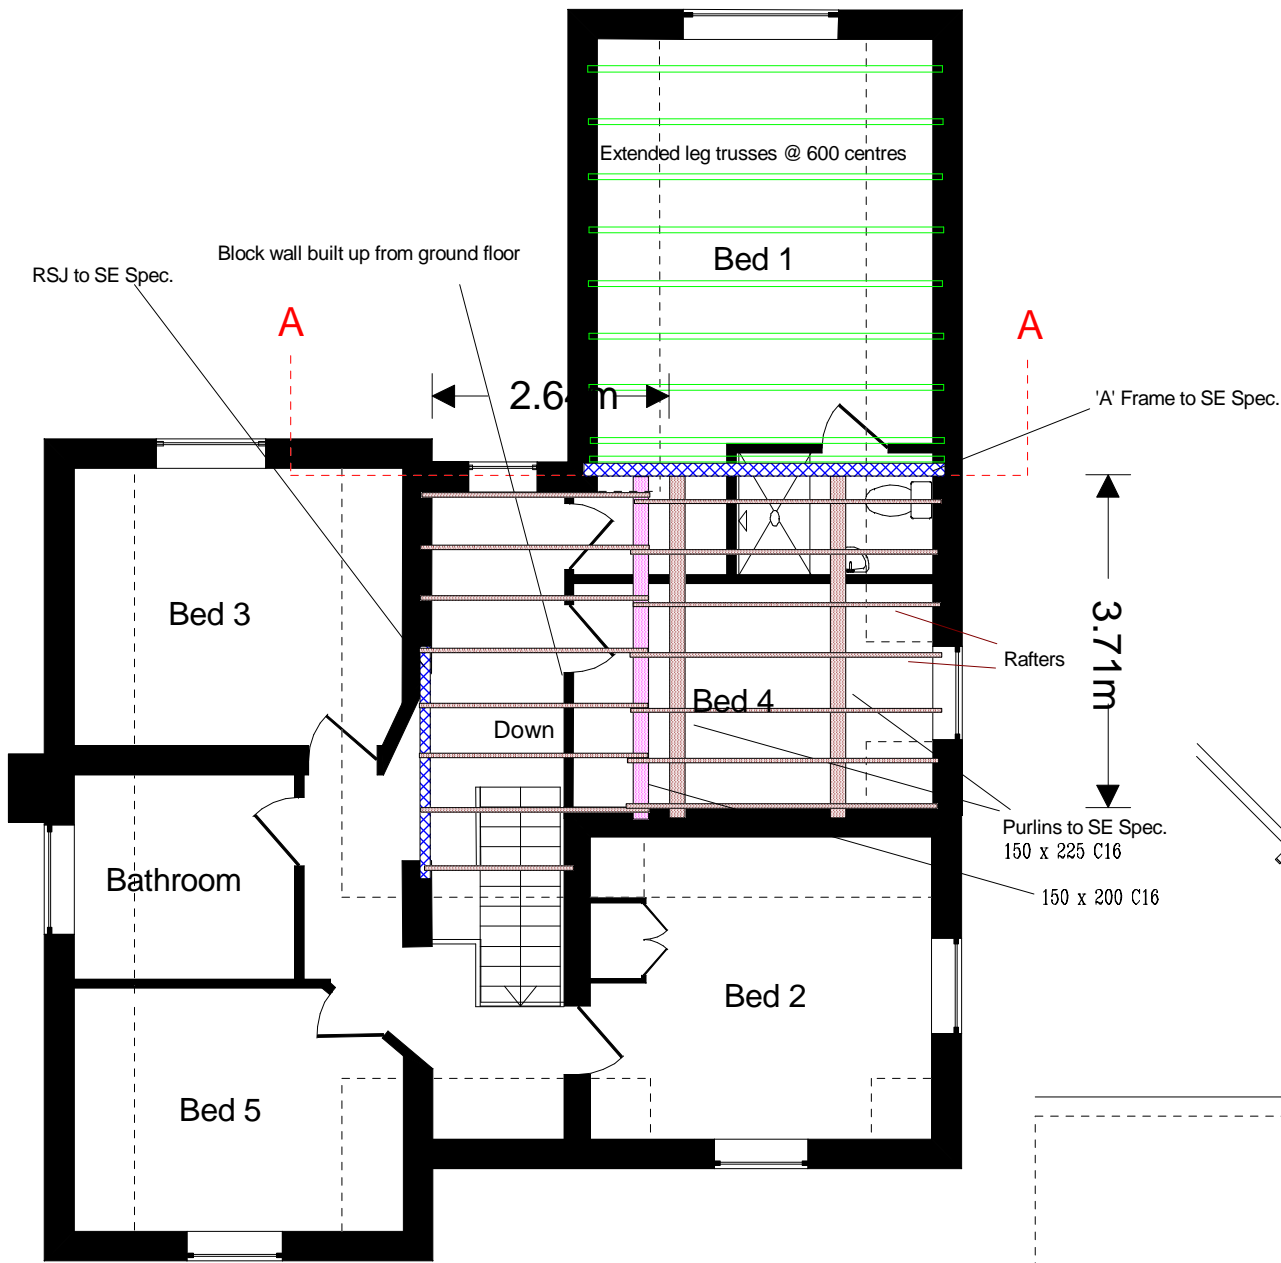 Extended leg trusses @ 600 centres
Block wall built up from ground floor
Bed 1
RSJ to SE Spec.
A
A
2.64m
'A' Frame to SE Spec.
Bed 3
3.71m
Rafters
Bed 4
Down
Purlins to SE Spec.
150 x 225 C16
Bathroom
150 x 200 C16
Bed 2
Bed 5